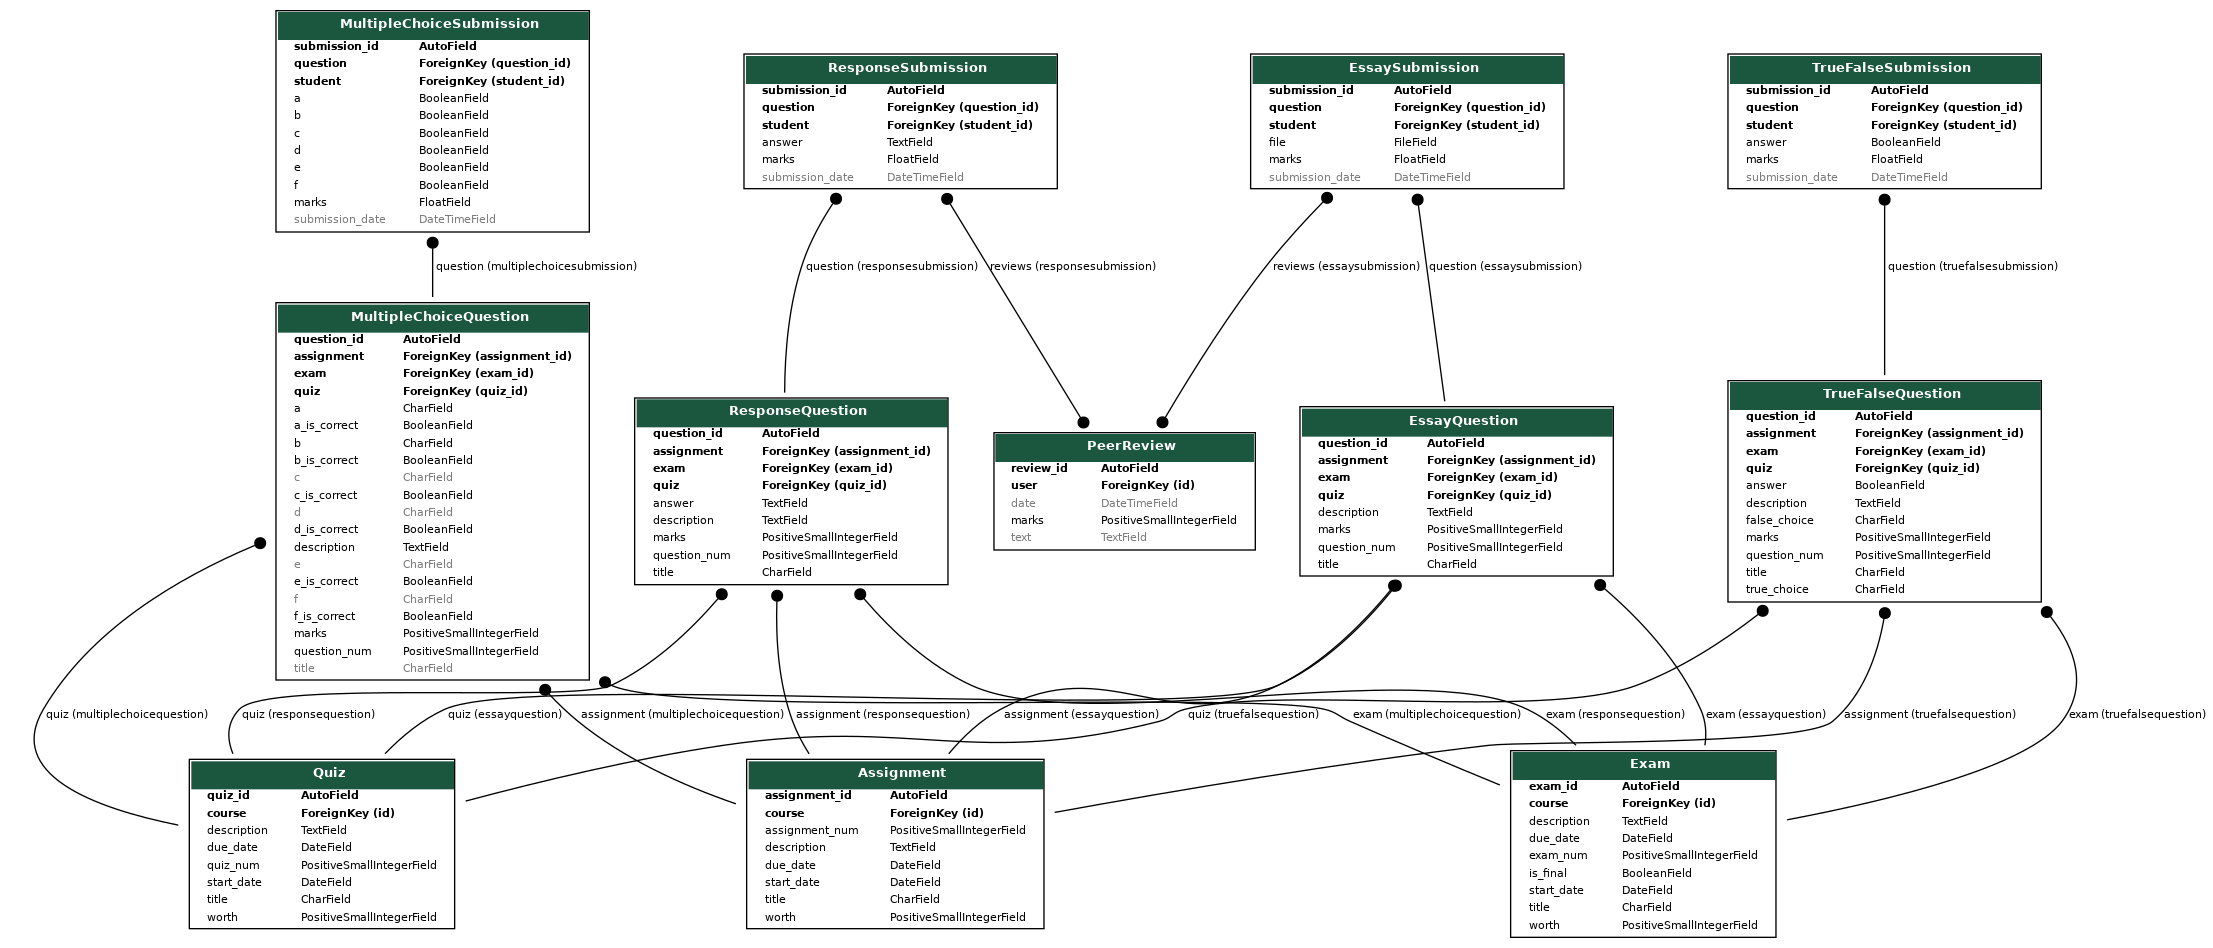 MultipleChoiceSubmission
submission_id AutoField
question ForeignKey (question_id)
student ForeignKey (student_id)
a BooleanField
b BooleanField
c BooleanField
d BooleanField
e BooleanField
f BooleanField
marks FloatField
submission_date DateTimeField
ResponseSubmission
submission_id AutoField
question ForeignKey (question_id)
student ForeignKey (student_id)
answer TextField
marks FloatField
submission_date DateTimeField
EssaySubmission
submission_id AutoField
question ForeignKey (question_id)
student ForeignKey (student_id)
file FileField
marks FloatField
submission_date DateTimeField
TrueFalseSubmission
submission_id AutoField
question ForeignKey (question_id)
student ForeignKey (student_id)
answer BooleanField
marks FloatField
submission_date DateTimeField
question (multiplechoicesubmission)
question (responsesubmission)
reviews (responsesubmission)
reviews (essaysubmission)
question (essaysubmission)
question (truefalsesubmission)
MultipleChoiceQuestion
question_id AutoField
assignment ForeignKey (assignment_id)
exam ForeignKey (exam_id)
quiz ForeignKey (quiz_id)
a CharField
a_is_correct BooleanField
b CharField
b_is_correct BooleanField
c CharField
c_is_correct BooleanField
d CharField
d_is_correct BooleanField
description TextField
e CharField
e_is_correct BooleanField
f CharField
f_is_correct BooleanField
marks PositiveSmallIntegerField
question_num PositiveSmallIntegerField
title CharField
ResponseQuestion
question_id AutoField
assignment ForeignKey (assignment_id)
exam ForeignKey (exam_id)
quiz ForeignKey (quiz_id)
answer TextField
description TextField
marks PositiveSmallIntegerField
question_num PositiveSmallIntegerField
title CharField
PeerReview
review_id AutoField
user ForeignKey (id)
date DateTimeField
marks PositiveSmallIntegerField
text TextField
EssayQuestion
question_id AutoField
assignment ForeignKey (assignment_id)
exam ForeignKey (exam_id)
quiz ForeignKey (quiz_id)
description TextField
marks PositiveSmallIntegerField
question_num PositiveSmallIntegerField
title CharField
TrueFalseQuestion
question_id AutoField
assignment ForeignKey (assignment_id)
exam ForeignKey (exam_id)
quiz ForeignKey (quiz_id)
answer BooleanField
description TextField
false_choice CharField
marks PositiveSmallIntegerField
question_num PositiveSmallIntegerField
title CharField
true_choice CharField
quiz (multiplechoicequestion)
quiz (responsequestion)
quiz (essayquestion)
assignment (multiplechoicequestion)
assignment (responsequestion)
assignment (essayquestion)
quiz (truefalsequestion)
exam (multiplechoicequestion)
exam (responsequestion)
exam (essayquestion)
assignment (truefalsequestion)
exam (truefalsequestion)
Quiz
quiz_id AutoField
course ForeignKey (id)
description TextField
due_date DateField
quiz_num PositiveSmallIntegerField
start_date DateField
title CharField
worth PositiveSmallIntegerField
Assignment
assignment_id AutoField
course ForeignKey (id)
assignment_num PositiveSmallIntegerField
description TextField
due_date DateField
start_date DateField
title CharField
worth PositiveSmallIntegerField
Exam
exam_id AutoField
course ForeignKey (id)
description TextField
due_date DateField
exam_num PositiveSmallIntegerField
is_final BooleanField
start_date DateField
title CharField
worth PositiveSmallIntegerField